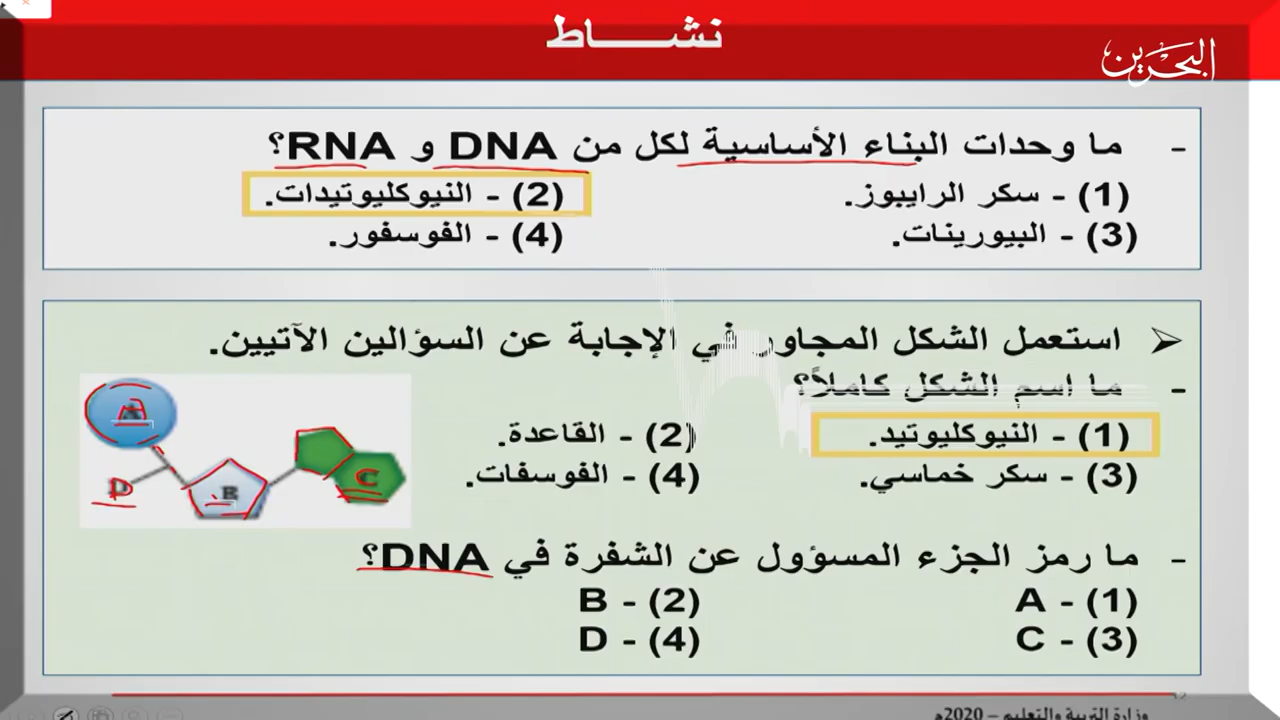 نشـــــاط
البحرين
- ما وحدات البناء الأساسية لكل من DNA و RNA؟
(1) - سكر الرايبوز. (2) - النيوكليوتيدات.
(3) - البيورينات. (4) - الفوسفور.
استعمل الشكل المجاور في الإجابة عن السؤالين الآتيين.
- ما اسم الشكل كاملاً؟
(1) - النيوكليوتيد. (2) - القاعدة.
(3) - سكر خماسي. (4) - الفوسفات.
A
D
B
C
- ما رمز الجزء المسؤول عن الشفرة في DNA؟
(1) - A (2) - B
(3) - C (4) - D
وزارة التربية والتعليم – 2020م